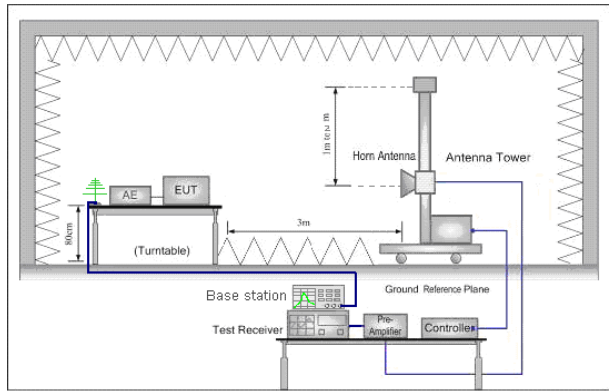 1m to 2 m
Horn Antenna
Antenna Tower
AE
EUT
3m
80cm
(Turntable)
Ground Reference Plane
Base station
Test Receiver
Pre-
Amplifier
Controller